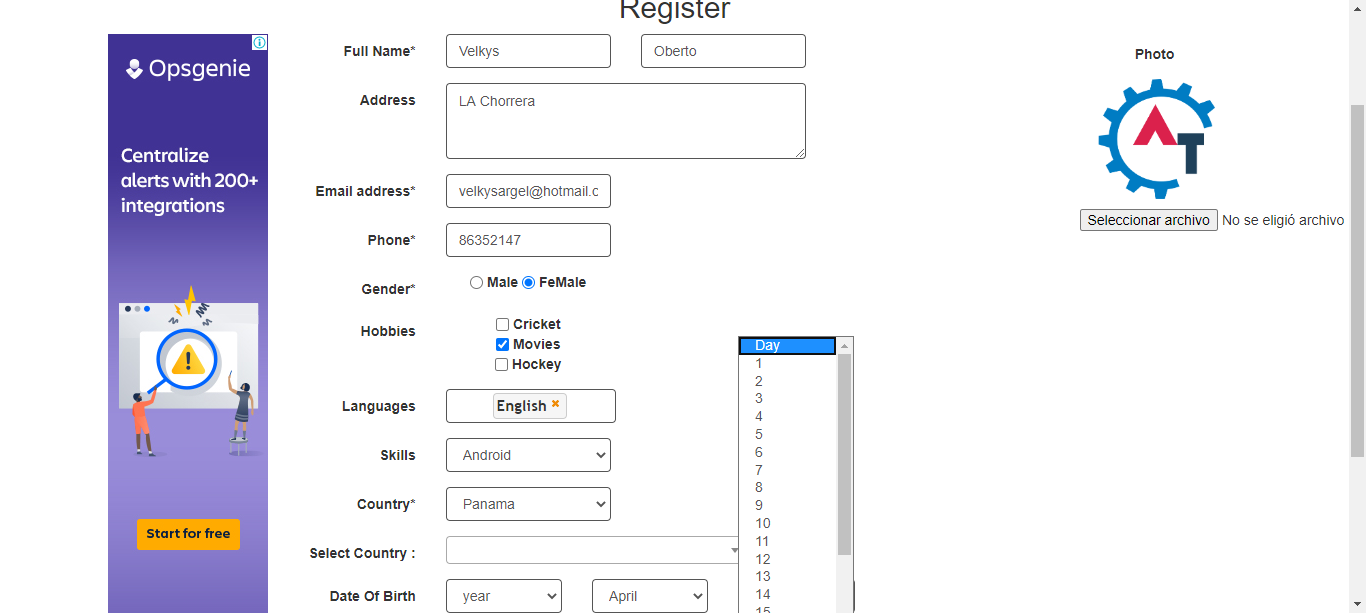 Register
Opsgenie
Centralize
alerts with 200+
integrations
Start for free
Full Name*
Velkys
Oberto
Address
LA Chorrera
Email address*
velkysargel@hotmail.c
Phone*
86352147
Gender*
Male
FeMale
Hobbies
Cricket
Movies
Hockey
Languages
English
Skills
Android
Country*
Panama
Select Country :
Date Of Birth
year
April
Day
1
2
3
4
5
6
7
8
9
10
11
12
13
14
15
Photo
AT
Seleccionar archivo No se eligió archivo